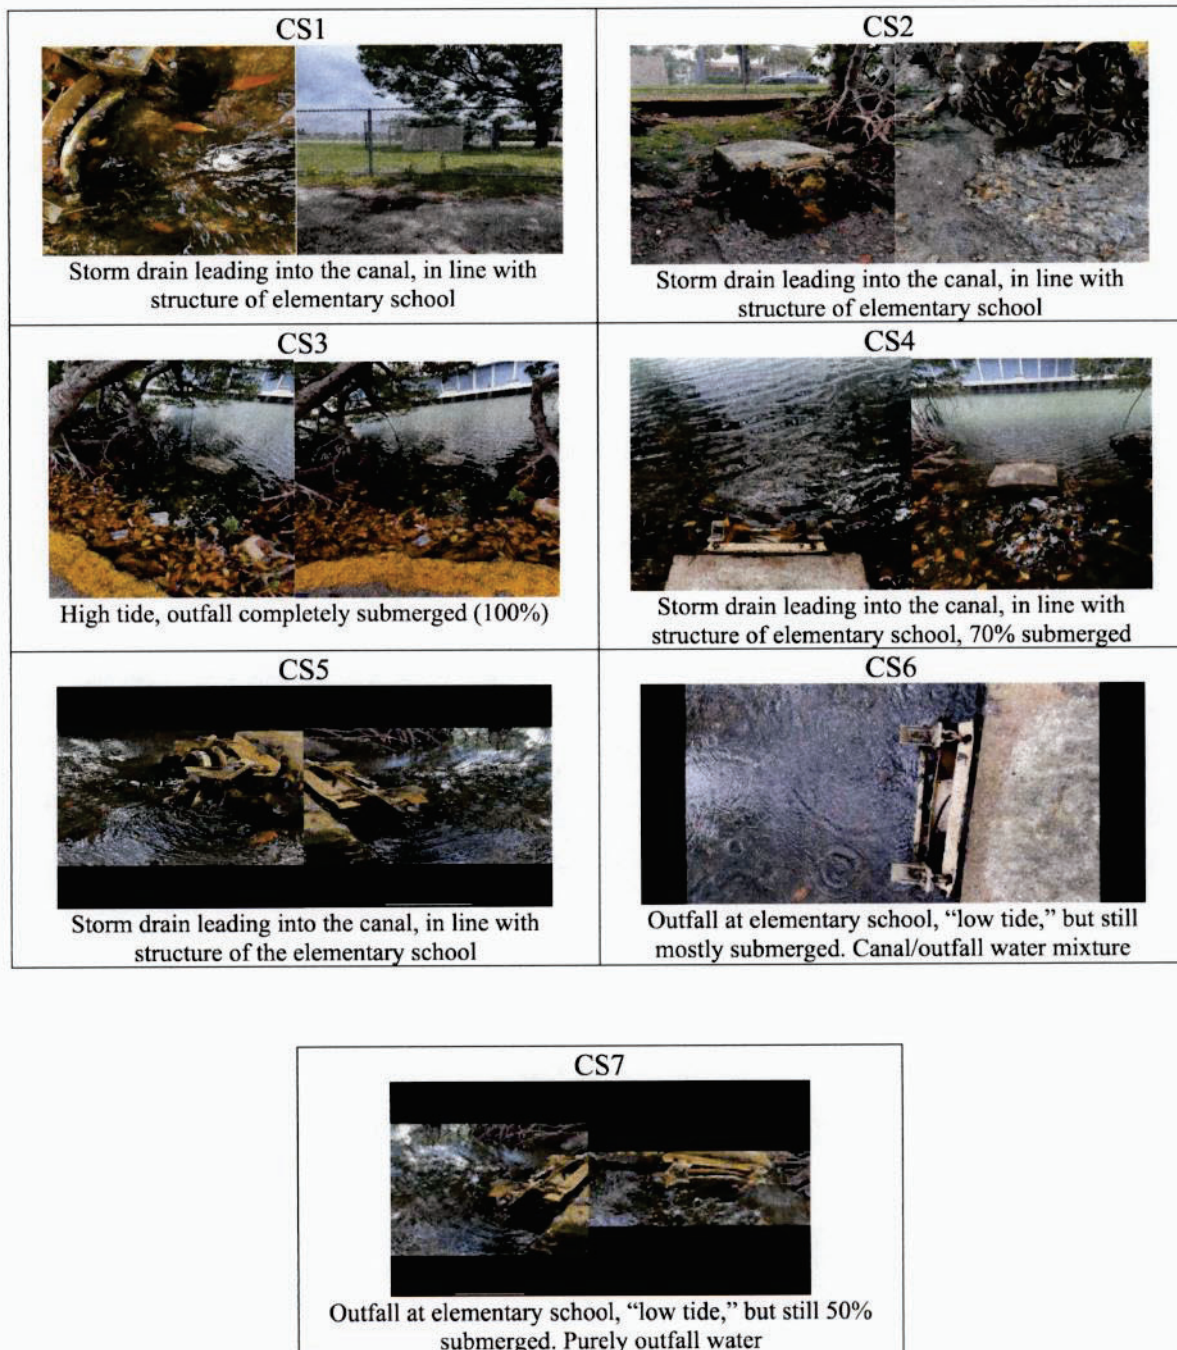 CS1
Storm drain leading into the canal, in line with
structure of elementary school
CS2
Storm drain leading into the canal, in line with
structure of elementary school
CS3
High tide, outfall completely submerged (100%)
CS4
Storm drain leading into the canal, in line with
structure of elementary school, 70% submerged
CS5
Storm drain leading into the canal, in line with
structure of the elementary school
CS6
Outfall at elementary school, “low tide,” but still
mostly submerged. Canal/outfall water mixture
CS7
Outfall at elementary school, “low tide,” but still 50%
submerged. Purely outfall water